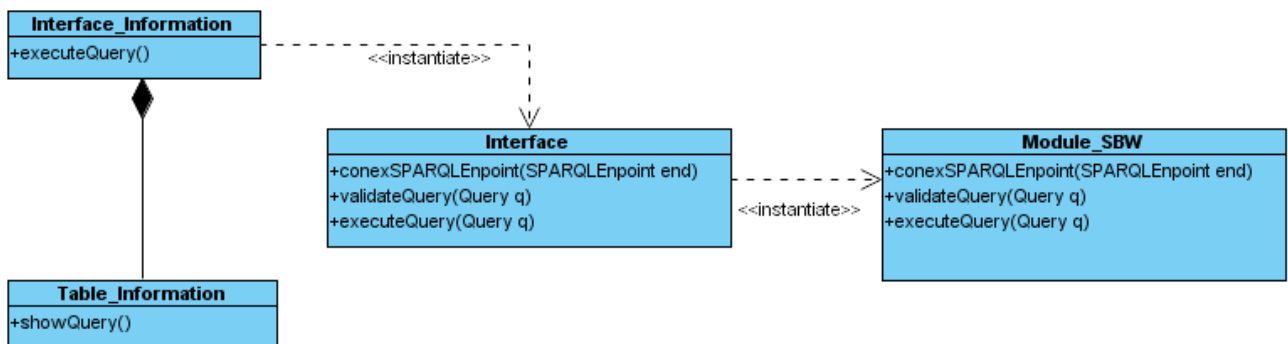 Interface_Information
+executeQuery()
<<instantiate>>
Interface
+conexSPARQLEnpoint(SPARQLEnpoint end)
+validateQuery(Query q)
+executeQuery(Query q)
<<instantiate>>
Module_SBW
+conexSPARQLEnpoint(SPARQLEnpoint end)
+validateQuery(Query q)
+executeQuery(Query q)
Table_Information
+showQuery()